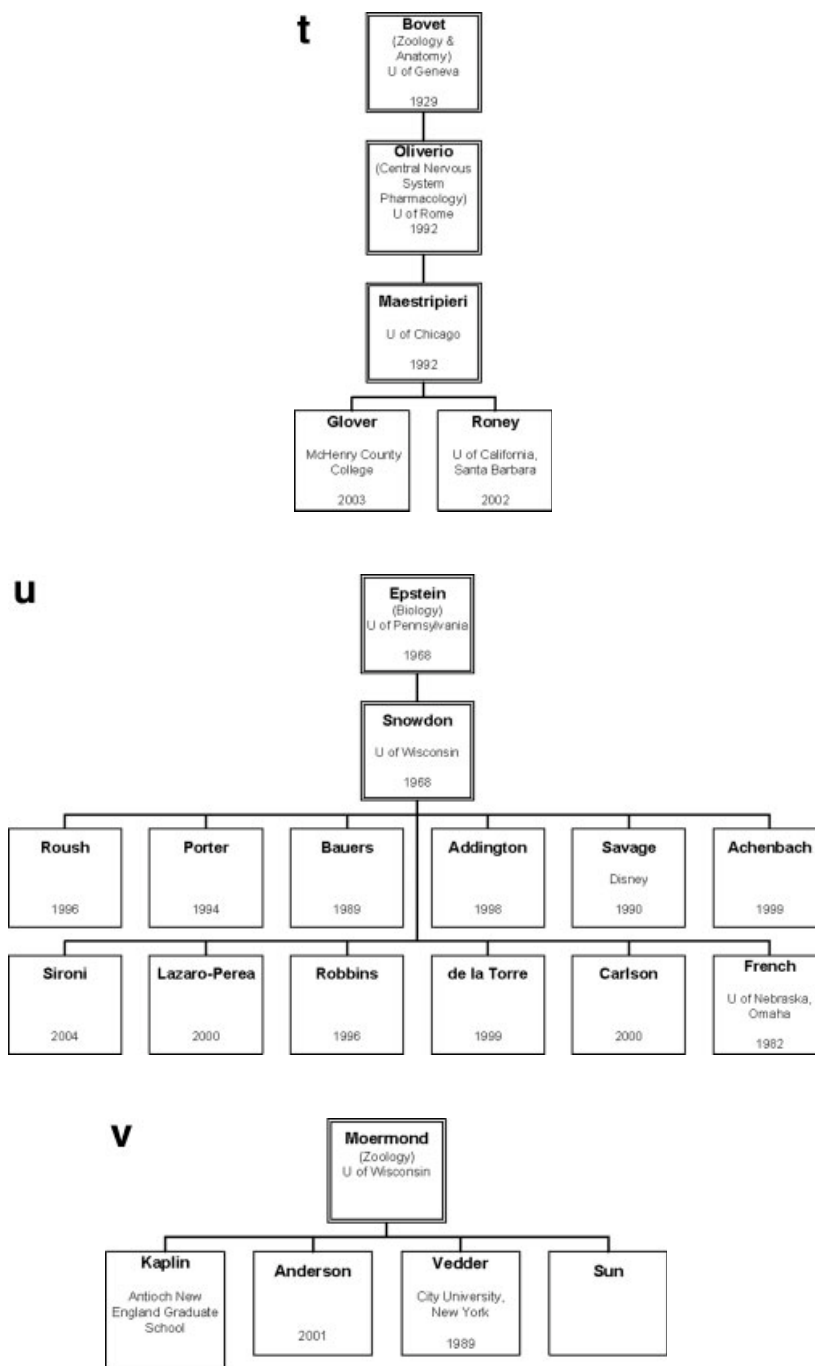 t
Bovet
(Zoology &
Anatomy)
U of Geneva
1929
Oliverio
(Central Nervous
System
Pharmacology)
U of Rome
1992
Maestripieri
U of Chicago
1992
Glover
McHenry County
College
2003
Roney
U of California,
Santa Barbara
2002
u
Epstein
(Biology)
U of Pennsylvania
1968
Snowdon
U of Wisconsin
1968
Roush
1996
Porter
1994
Bauers
1989
Addington
1998
Savage
Disney
1990
Achenbach
1999
Sironi
2004
Lazaro-Perea
2000
Robbins
1996
de la Torre
1999
Carlson
2000
French
U of Nebraska,
Omaha
1982
v
Moermond
(Zoology)
U of Wisconsin
Kaplin
Antioch New
England Graduate
School
Anderson
2001
Vedder
City University,
New York
1989
Sun